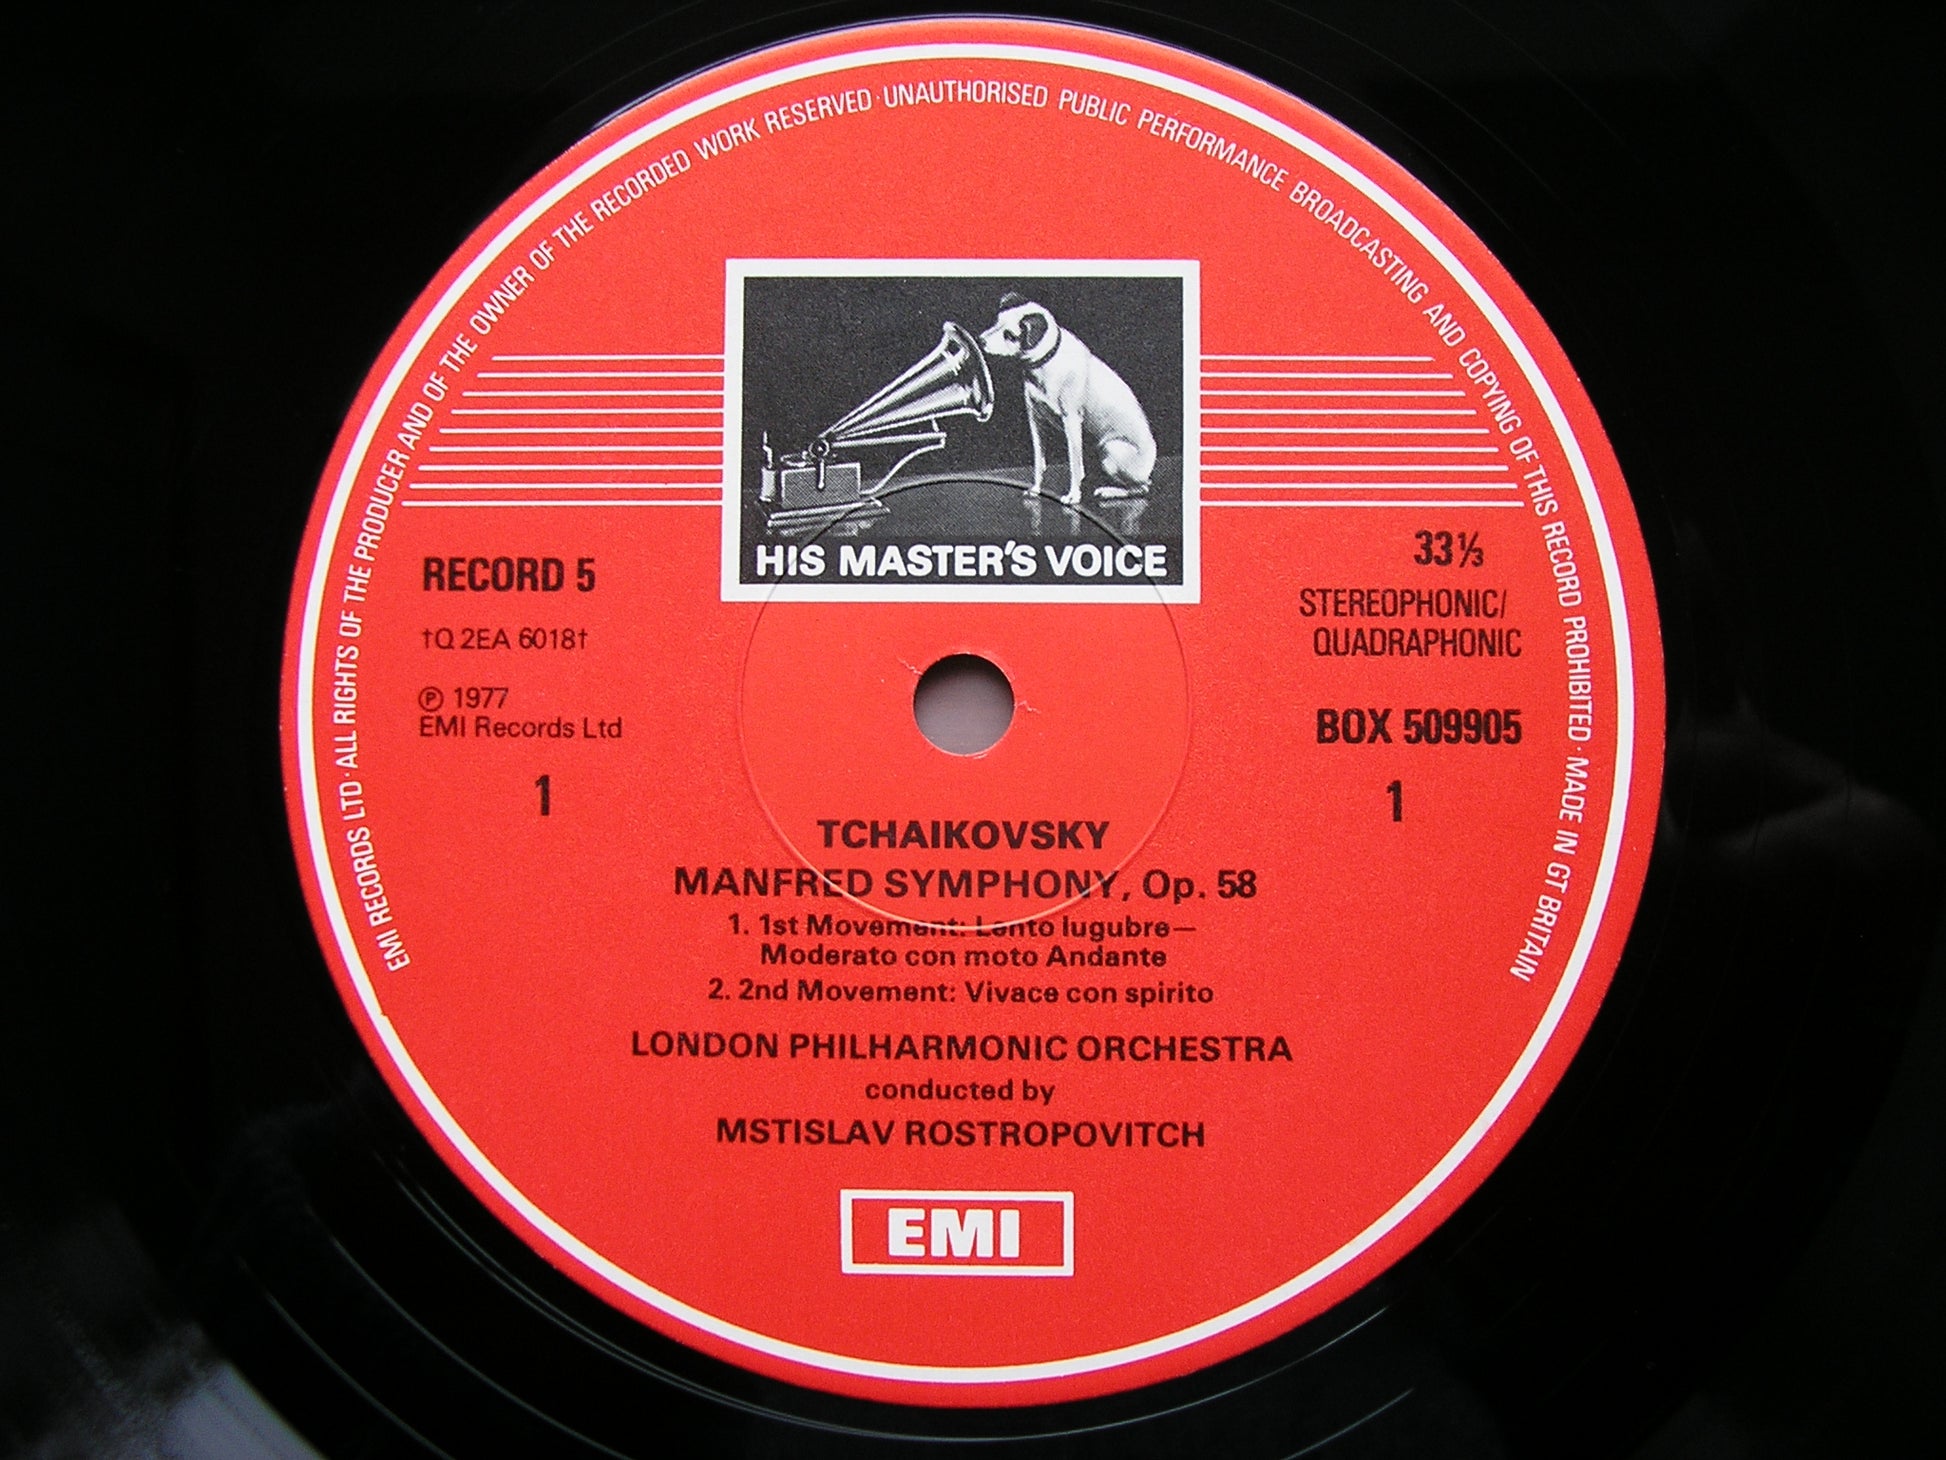 EMI RECORDS LTD · ALL RIGHTS OF THE PRODUCER AND OF THE OWNER OF THE RECORDED WORK RESERVED · UNAUTHORISED PUBLIC PERFORMANCE BROADCASTING AND COPYING OF THIS RECORD PROHIBITED · MADE IN GT BRITAIN
HIS MASTER'S VOICE
RECORD 5
†Q 2EA 6018†
℗ 1977
EMI Records Ltd
1
33⅓
STEREOPHONIC/
QUADRAPHONIC
BOX 509905
1
TCHAIKOVSKY
MANFRED SYMPHONY, Op. 58
1. 1st Movement: Lento lugubre—
Moderato con moto Andante
2. 2nd Movement: Vivace con spirito
LONDON PHILHARMONIC ORCHESTRA
conducted by
MSTISLAV ROSTROPOVITCH
EMI